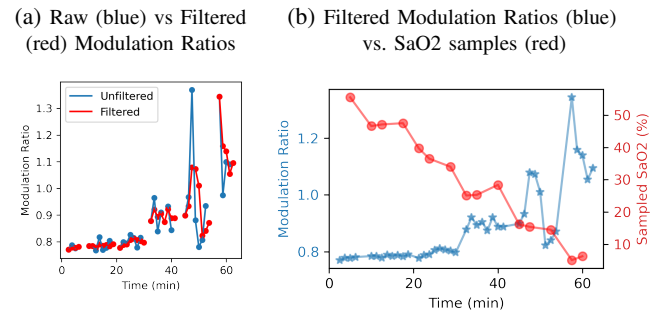 (a) Raw (blue) vs Filtered
(red) Modulation Ratios
(b) Filtered Modulation Ratios (blue)
vs. SaO2 samples (red)
Unfiltered
Filtered
Modulation Ratio
1.3
1.2
1.1
1.0
0.9
0.8
0
20
40
60
Time (min)
Modulation Ratio
1.2
1.0
0.8
0
10
20
30
40
50
60
Time (min)
50
40
30
20
10
Sampled SaO2 (%)